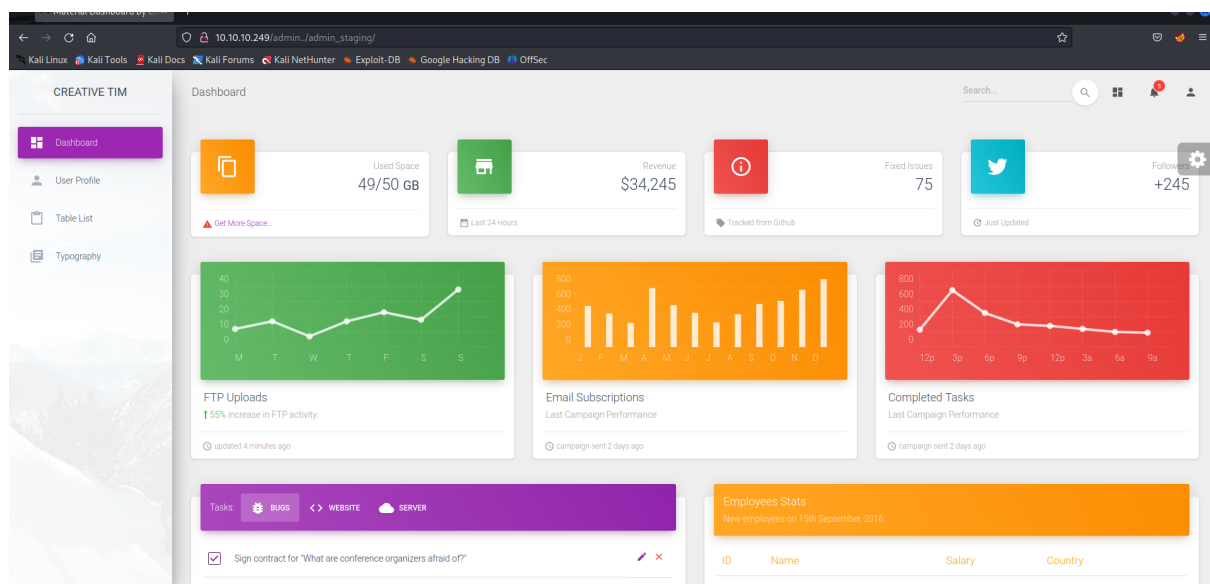 Material Dashboard by C
10.10.10.249/admin../admin_staging/
Kali Linux Kali Tools Kali Docs Kali Forums Kali NetHunter Exploit-DB Google Hacking DB OffSec
CREATIVE TIM
Dashboard
User Profile
Table List
Typography
Dashboard
Search...
5
Used Space
49/50 GB
Get More Space...
Revenue
$34,245
Last 24 Hours
Fixed Issues
75
Tracked from Github
Followers
+245
Just Updated
40
30
20
10
0
M T W T F S S
FTP Uploads
55% increase in FTP activity.
updated 4 minutes ago
800
600
400
200
0
J F M A M J J A S O N D
Email Subscriptions
Last Campaign Performance
campaign sent 2 days ago
800
600
400
200
0
12p 3p 6p 9p 12p 3a 6a 9a
Completed Tasks
Last Campaign Performance
campaign sent 2 days ago
Tasks: BUGS WEBSITE SERVER
Sign contract for "What are conference organizers afraid of?"
Employees Stats
New employees on 15th September, 2016
ID Name Salary Country